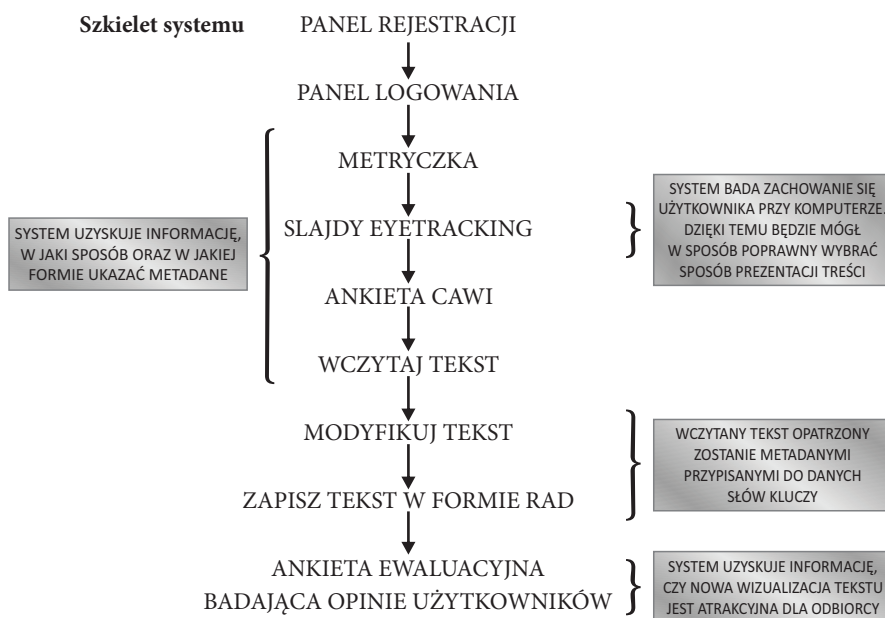 Szkielet systemu
PANEL REJESTRACJI
PANEL LOGOWANIA
METRYCZKA
SLAJDY EYETRACKING
ANKIETA CAWI
WCZYTAJ TEKST
MODYFIKUJ TEKST
ZAPISZ TEKST W FORMIE RAD
ANKIETA EWALUACYJNA
BADAJĄCA OPINIE UŻYTKOWNIKÓW
SYSTEM UZYSKUJE INFORMACJĘ,
W JAKI SPOSÓB ORAZ W JAKIEJ
FORMIE UKAZAĆ METADANE
SYSTEM BADA ZACHOWANIE SIĘ
UŻYTKOWNIKA PRZY KOMPUTERZE.
DZIĘKI TEMU BĘDZIE MÓGŁ
W SPOSÓB POPRAWNY WYBRAĆ
SPOSÓB PREZENTACJI TREŚCI
WCZYTANY TEKST OPATRZONY
ZOSTANIE METADANYMI
PRZYPISANYMI DO DANYCH
SŁÓW KLUCZY
SYSTEM UZYSKUJE INFORMACJĘ,
CZY NOWA WIZUALIZACJA TEKSTU
JEST ATRAKCYJNA DLA ODBIORCY